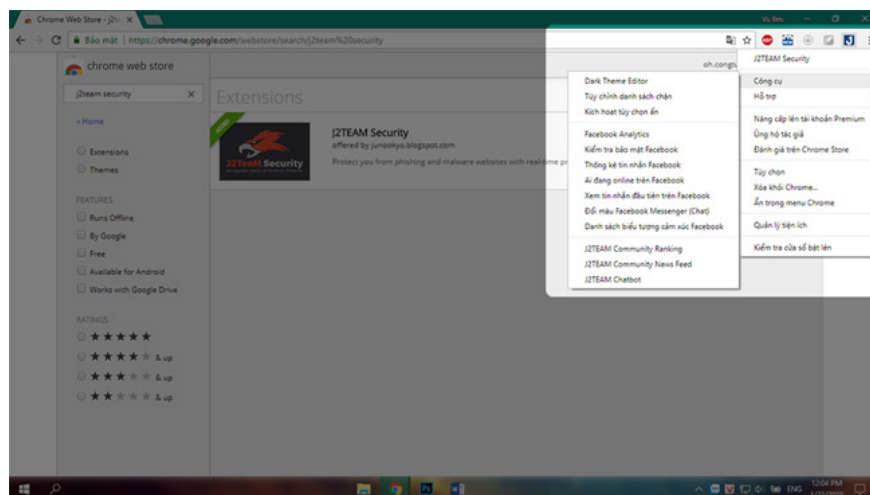 Chrome Web Store - j2te
Vu Beu
Bảo mật | https://chrome.google.com/webstore/search/j2team%20security
chrome web store
oh.congtu
j2team security
Extensions
« Home
Extensions
Themes
FEATURES
Runs Offline
By Google
Free
Available for Android
Works with Google Drive
RATINGS
& up
& up
& up
ADDED
J2TEAM Security
J2TEAM Security
offered by junookyo.blogspot.com
Protect you from phishing and malware websites with real-time pr
Dark Theme Editor
Tùy chỉnh danh sách chặn
Kích hoạt tùy chọn ẩn
Facebook Analytics
Kiểm tra bảo mật Facebook
Thống kê tin nhắn Facebook
Ai đang online trên Facebook
Xem tin nhắn đầu tiên trên Facebook
Đổi màu Facebook Messenger (Chat)
Danh sách biểu tượng cảm xúc Facebook
J2TEAM Community Ranking
J2TEAM Community News Feed
J2TEAM Chatbot
J2TEAM Security
Công cụ
Hỗ trợ
Nâng cấp lên tài khoản Premium
Ủng hộ tác giả
Đánh giá trên Chrome Store
Tùy chọn
Xóa khỏi Chrome...
Ẩn trong menu Chrome
Quản lý tiện ích
Kiểm tra cửa sổ bật lên
ENG
12:04 PM